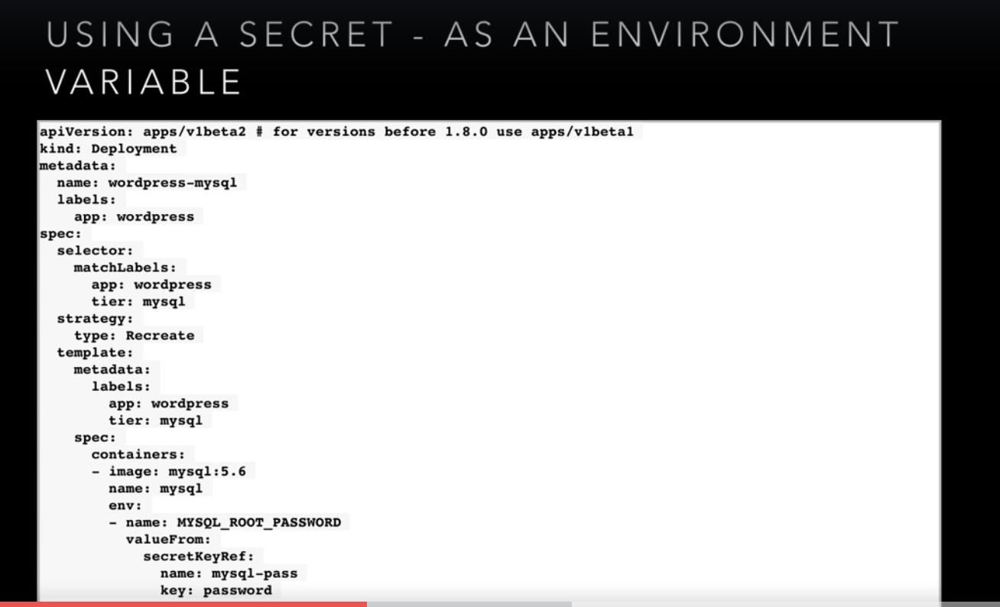 USING A SECRET - AS AN ENVIRONMENT
VARIABLE
apiVersion: apps/v1beta2 # for versions before 1.8.0 use apps/v1beta1
kind: Deployment
metadata:
  name: wordpress-mysql
  labels:
    app: wordpress
spec:
  selector:
    matchLabels:
      app: wordpress
      tier: mysql
  strategy:
    type: Recreate
  template:
    metadata:
      labels:
        app: wordpress
        tier: mysql
    spec:
      containers:
      - image: mysql:5.6
        name: mysql
        env:
        - name: MYSQL_ROOT_PASSWORD
          valueFrom:
            secretKeyRef:
              name: mysql-pass
              key: password